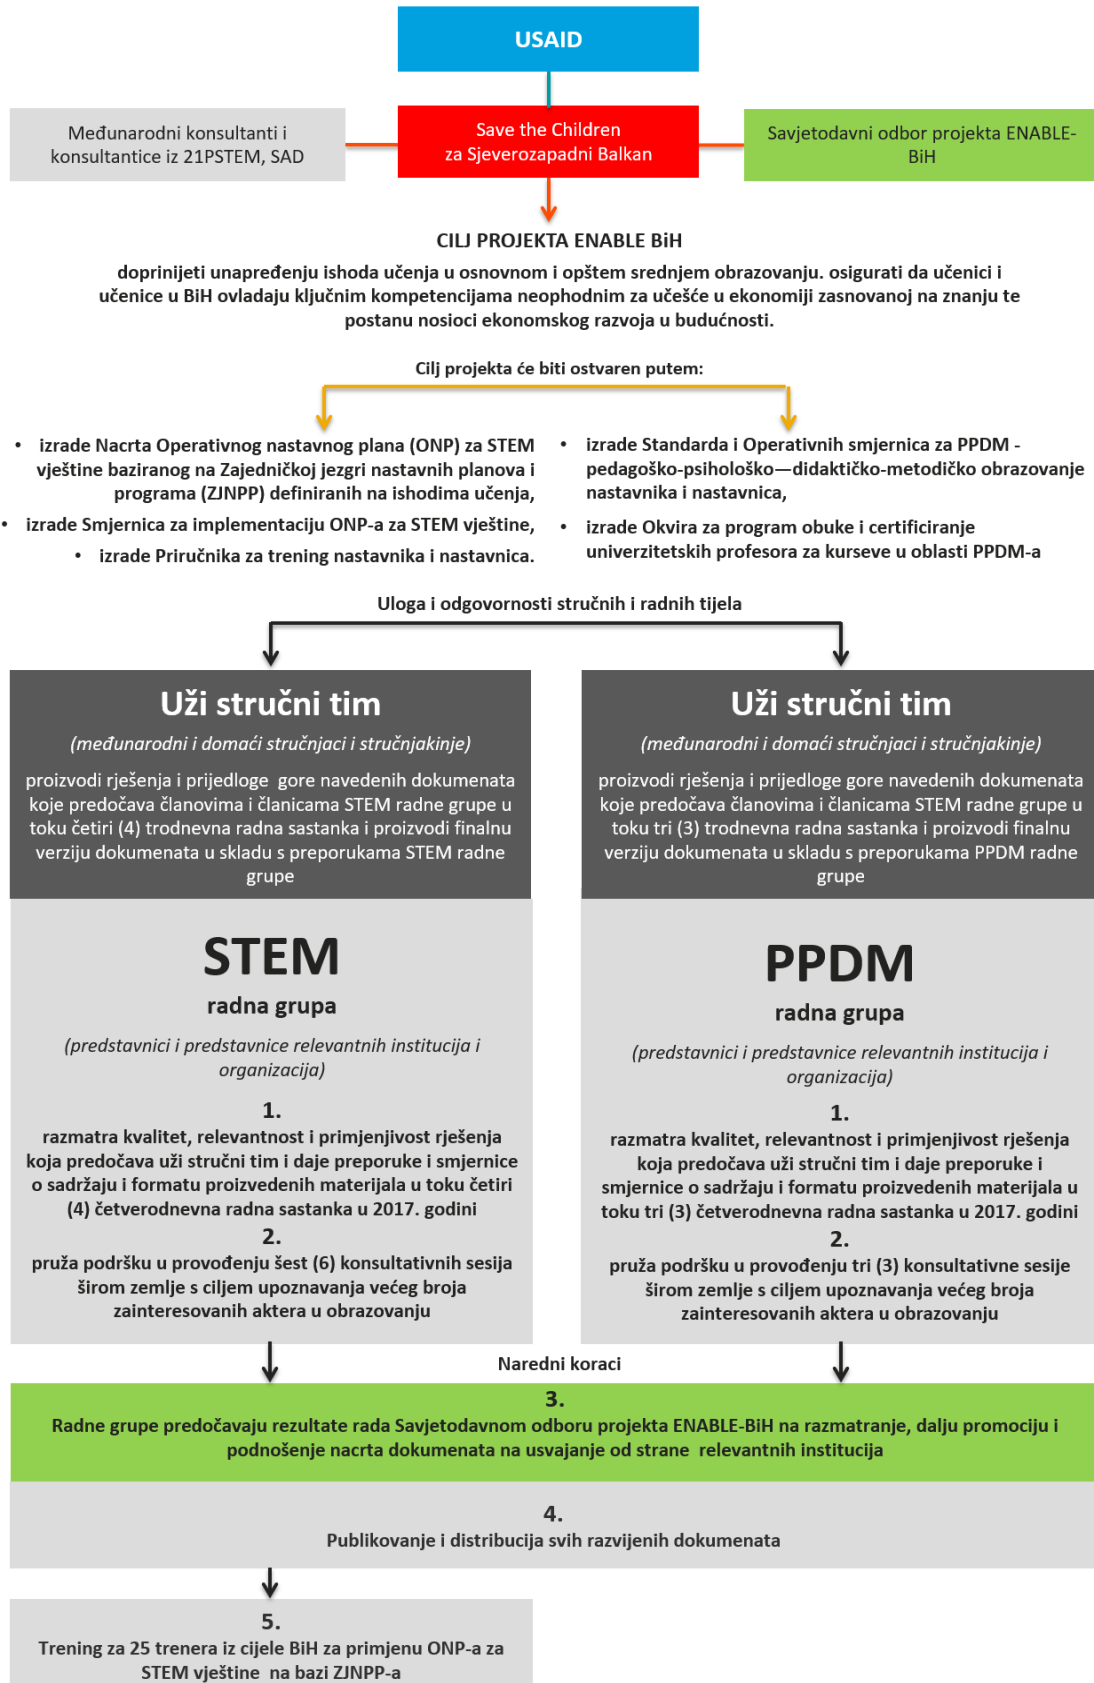 USAID
Međunarodni konsultanti i
konsultantice iz 21PSTEM, SAD
Save the Children
za Sjeverozapadni Balkan
Savjetodavni odbor projekta ENABLE-
BiH
CILJ PROJEKTA ENABLE BiH
doprinijeti unapređenju ishoda učenja u osnovnom i opštem srednjem obrazovanju. osigurati da učenici i
učenice u BiH ovladaju ključnim kompetencijama neophodnim za učešće u ekonomiji zasnovanoj na znanju te
postanu nosioci ekonomskog razvoja u budućnosti.
Cilj projekta će biti ostvaren putem:
• izrade Nacrta Operativnog nastavnog plana (ONP) za STEM
vještine baziranog na Zajedničkoj jezgri nastavnih planova i
programa (ZJNPP) definiranih na ishodima učenja,
• izrade Smjernica za implementaciju ONP-a za STEM vještine,
• izrade Priručnika za trening nastavnika i nastavnica.
• izrade Standarda i Operativnih smjernica za PPDM -
pedagoško-psihološko—didaktičko-metodičko obrazovanje
nastavnika i nastavnica,
• izrade Okvira za program obuke i certificiranje
univerzitetskih profesora za kurseve u oblasti PPDM-a
Uloga i odgovornosti stručnih i radnih tijela
Uži stručni tim
(međunarodni i domaći stručnjaci i stručnjakinje)
proizvodi rješenja i prijedloge  gore navedenih dokumenata
koje predočava članovima i članicama STEM radne grupe u
toku četiri (4) trodnevna radna sastanka i proizvodi finalnu
verziju dokumenata u skladu s preporukama STEM radne
grupe
Uži stručni tim
(međunarodni i domaći stručnjaci i stručnjakinje)
proizvodi rješenja i prijedloge gore navedenih dokumenata
koje predočava članovima i članicama STEM radne grupe u
toku tri (3) trodnevna radna sastanka i proizvodi finalnu
verziju dokumenata u skladu s preporukama PPDM radne
grupe
STEM
radna grupa
(predstavnici i predstavnice relevantnih institucija i
organizacija)
1.
razmatra kvalitet, relevantnost i primjenjivost rješenja
koja predočava uži stručni tim i daje preporuke i smjernice
o sadržaju i formatu proizvedenih materijala u toku četiri
(4) četverodnevna radna sastanka u 2017. godini
2.
pruža podršku u provođenju šest (6) konsultativnih sesija
širom zemlje s ciljem upoznavanja većeg broja
zainteresovanih aktera u obrazovanju
PPDM
radna grupa
(predstavnici i predstavnice relevantnih institucija i
organizacija)
1.
razmatra kvalitet, relevantnost i primjenjivost rješenja
koja predočava uži stručni tim i daje preporuke i
smjernice o sadržaju i formatu proizvedenih materijala u
toku tri (3) četverodnevna radna sastanka u 2017. godini
2.
pruža podršku u provođenju tri (3) konsultativne sesije
širom zemlje s ciljem upoznavanja većeg broja
zainteresovanih aktera u obrazovanju
Naredni koraci
3.
Radne grupe predočavaju rezultate rada Savjetodavnom odboru projekta ENABLE-BiH na razmatranje, dalju promociju i
podnošenje nacrta dokumenata na usvajanje od strane  relevantnih institucija
4.
Publikovanje i distribucija svih razvijenih dokumenata
5.
Trening za 25 trenera iz cijele BiH za primjenu ONP-a za
STEM vještine  na bazi ZJNPP-a